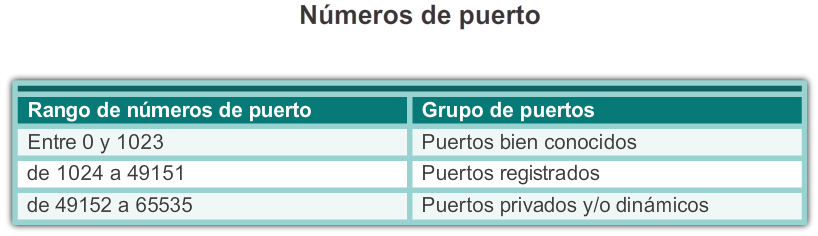 Números de puerto
Rango de números de puerto Grupo de puertos
Entre 0 y 1023 Puertos bien conocidos
de 1024 a 49151 Puertos registrados
de 49152 a 65535 Puertos privados y/o dinámicos